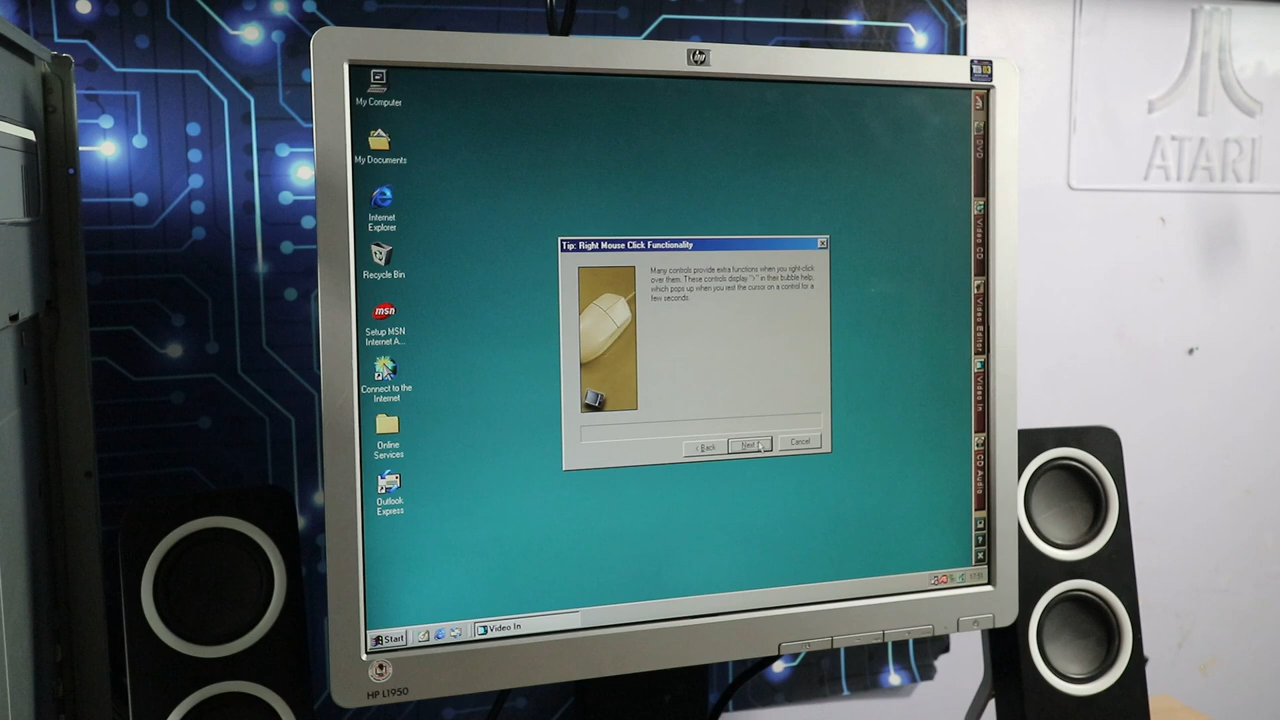 hp
ATARI
My Computer
My Documents
Internet
Explorer
Recycle Bin
msn
Setup MSN
Internet A...
Connect to the
Internet
Online
Services
Outlook
Express
Tip: Right Mouse Click Functionality
Many controls provide extra functions when you right-click
over them. These controls display ">" in their bubble help,
which pops up when you rest the cursor on a control for a
few seconds.
< Back
Next >
Cancel
DVD
Video CD
Video Editor
Video In
CD Audio
?
Start
Video In
HP L1950